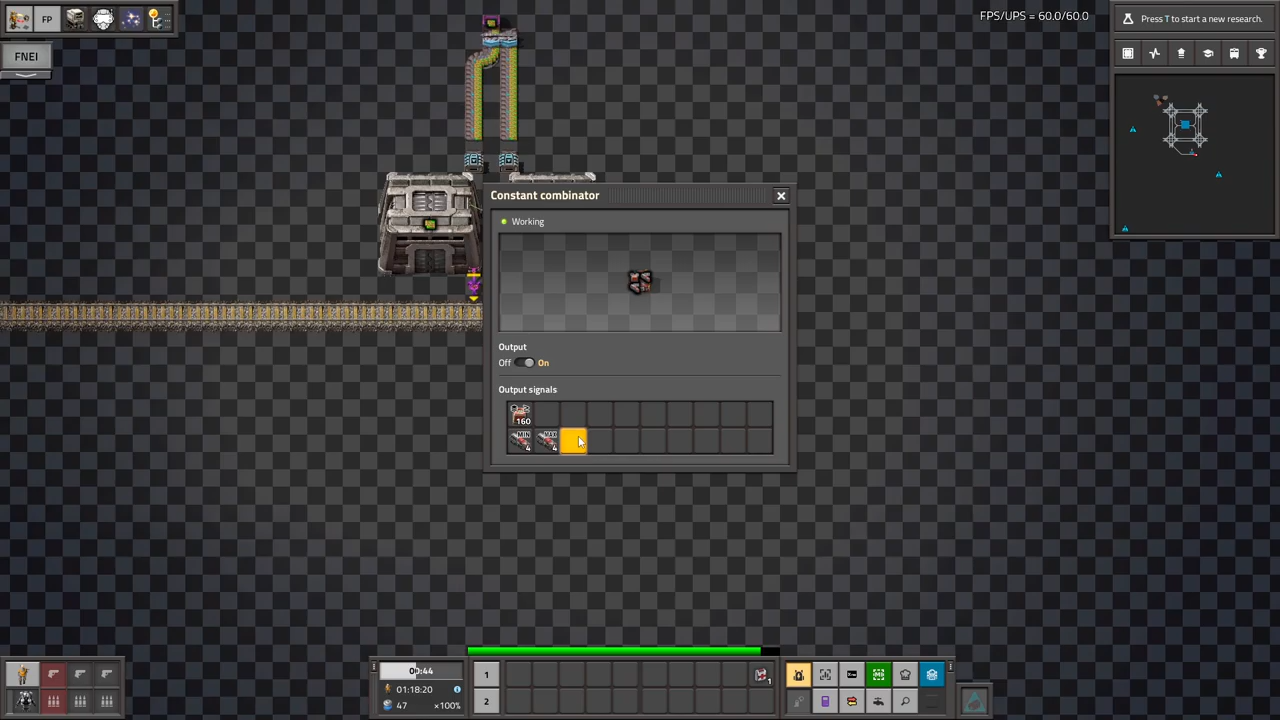 FP
FPS/UPS = 60.0/60.0
Press T to start a new research.
FNEI
Constant combinator
Working
Output
Off On
Output signals
160
MIN 4 MAX 4
01:18:20
47 ×100%
1
2
1